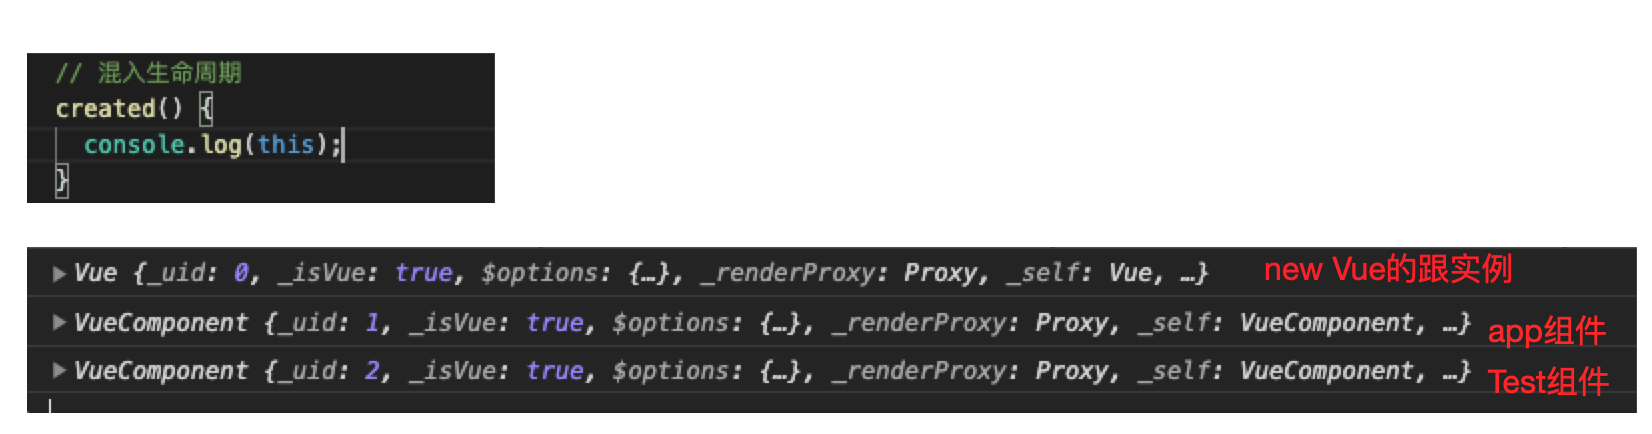 // 混入生命周期
created() {
console.log(this);
}
▶Vue {_uid: 0, _isVue: true, $options: {…}, _renderProxy: Proxy, _self: Vue, …} new Vue的跟实例
▶VueComponent {_uid: 1, _isVue: true, $options: {…}, _renderProxy: Proxy, _self: VueComponent, …} app组件
▶VueComponent {_uid: 2, _isVue: true, $options: {…}, _renderProxy: Proxy, _self: VueComponent, …} Test组件